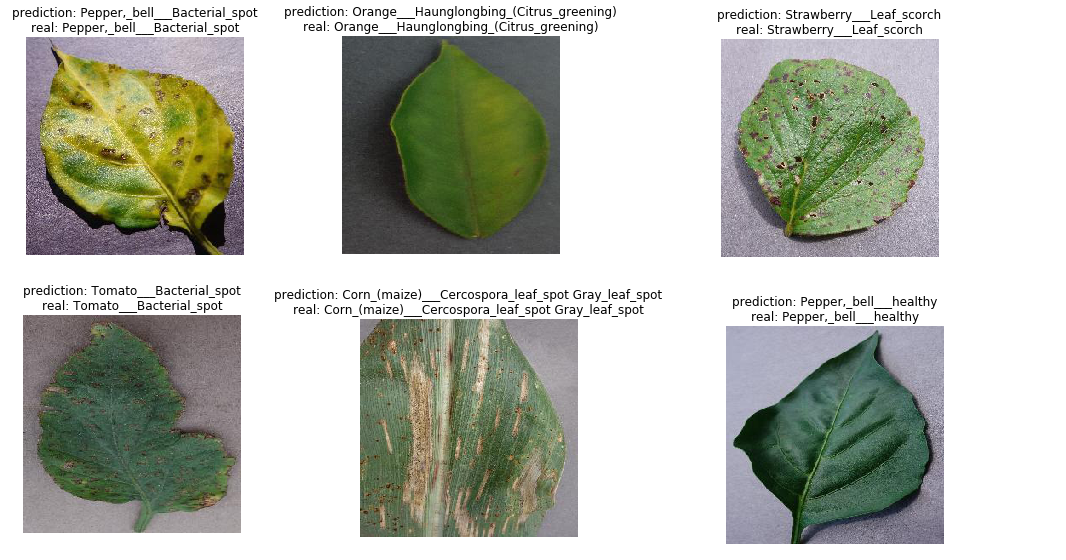 prediction: Pepper,_bell___Bacterial_spot
real: Pepper,_bell___Bacterial_spot
prediction: Orange___Haunglongbing_(Citrus_greening)
real: Orange___Haunglongbing_(Citrus_greening)
prediction: Strawberry___Leaf_scorch
real: Strawberry___Leaf_scorch
prediction: Tomato___Bacterial_spot
real: Tomato___Bacterial_spot
prediction: Corn_(maize)___Cercospora_leaf_spot Gray_leaf_spot
real: Corn_(maize)___Cercospora_leaf_spot Gray_leaf_spot
prediction: Pepper,_bell___healthy
real: Pepper,_bell___healthy